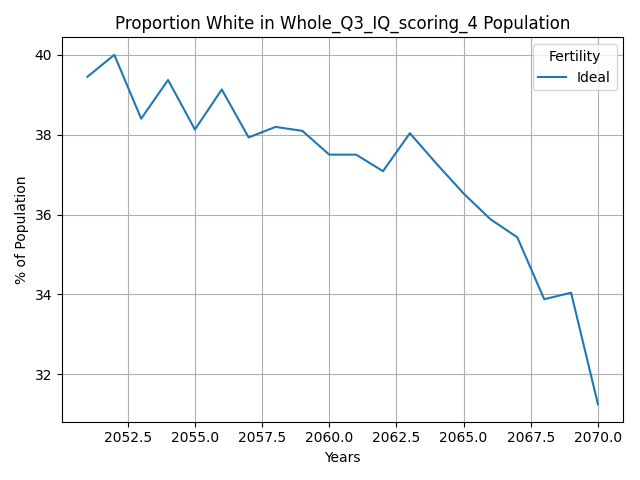 Proportion White in Whole_Q3_IQ_scoring_4 Population
Fertility
Ideal
% of Population
40
38
36
34
32
2052.5 2055.0 2057.5 2060.0 2062.5 2065.0 2067.5 2070.0
Years